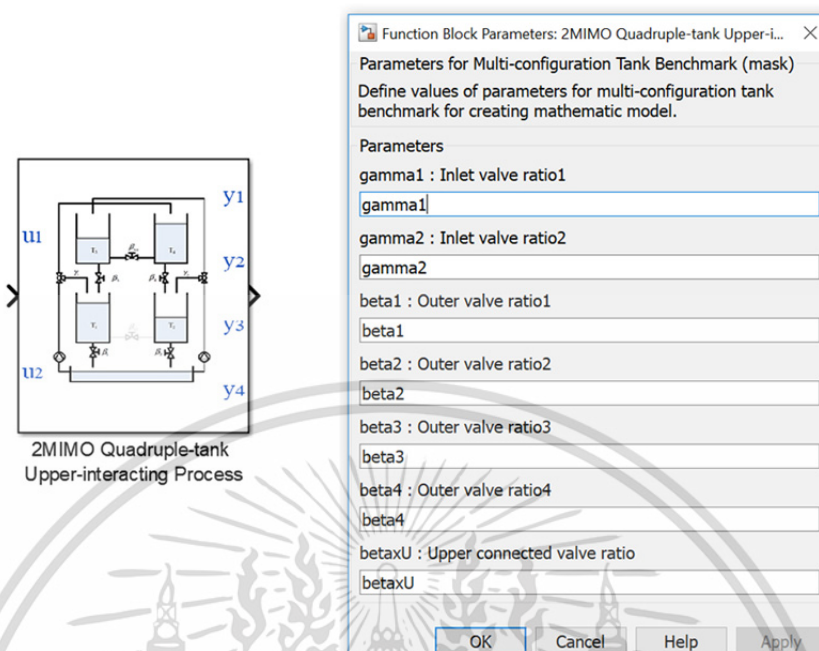 Function Block Parameters: 2MIMO Quadruple-tank Upper-i...
Parameters for Multi-configuration Tank Benchmark (mask)
Define values of parameters for multi-configuration tank
benchmark for creating mathematic model.
Parameters
gamma1 : Inlet valve ratio1
gamma1
gamma2 : Inlet valve ratio2
gamma2
beta1 : Outer valve ratio1
beta1
beta2 : Outer valve ratio2
beta2
beta3 : Outer valve ratio3
beta3
beta4 : Outer valve ratio4
beta4
betaxU : Upper connected valve ratio
betaxU
OK Cancel Help Apply
u1
u2
y1
y2
y3
y4
2MIMO Quadruple-tank
Upper-interacting Process